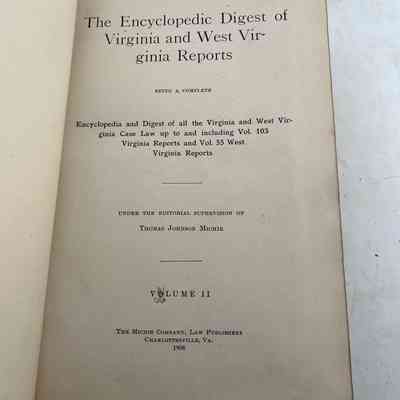 The Encyclopedic Digest of
Virginia and West Vir-
ginia Reports
BEING A COMPLETE
Encyclopedia and Digest of all the Virginia and West Vir-
ginia Case Law up to and including Vol. 103
Virginia Reports and Vol. 55 West
Virginia Reports
UNDER THE EDITORIAL SUPERVISION OF
THOMAS JOHNSON MICHIE
VOLUME II
THE MICHIE COMPANY, LAW PUBLISHERS
CHARLOTTESVILLE, VA.
1906